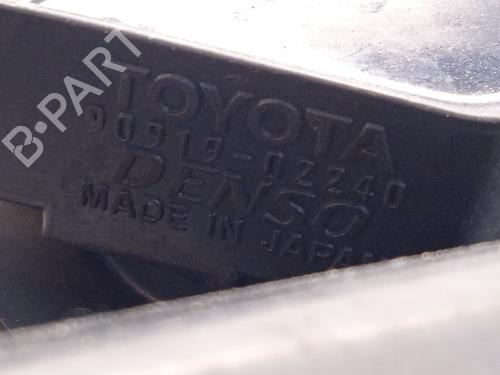 B-PART
TOYOTA
90919-02240
DENSO
MADE IN JAPAN